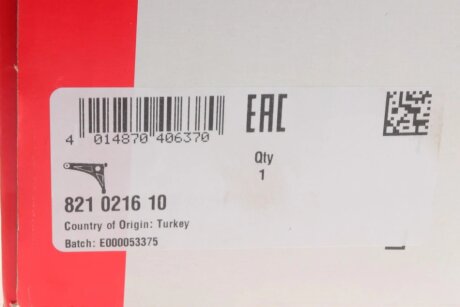 EAC
4 014870 406370
Qty
1
821 0216 10
Country of Origin: Turkey
Batch: E000053375